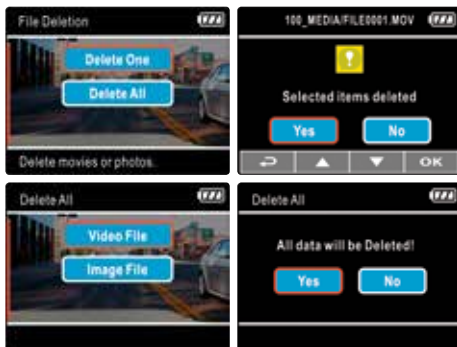 File Deletion
Delete One
Delete All
Delete movies or photos.
100_MEDIA/FILE0001.MOV
!
Selected items deleted
Yes No
OK
Delete All
Video File
Image File
Delete All
All data will be Deleted!
Yes No